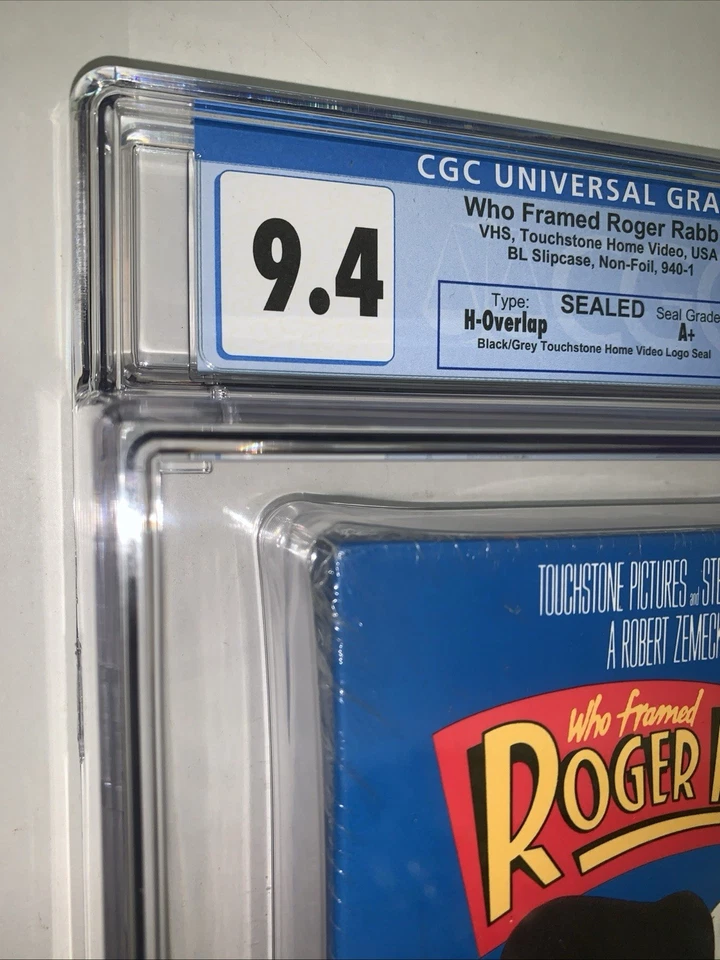 CGC UNIVERSAL GRA
9.4
Who Framed Roger Rabb
VHS, Touchstone Home Video, USA
BL Slipcase, Non-Foil, 940-1
Type: SEALED Seal Grade
H-Overlap A+
Black/Grey Touchstone Home Video Logo Seal
TOUCHSTONE PICTURES and STE
A ROBERT ZEMECK
Who framed
ROGER